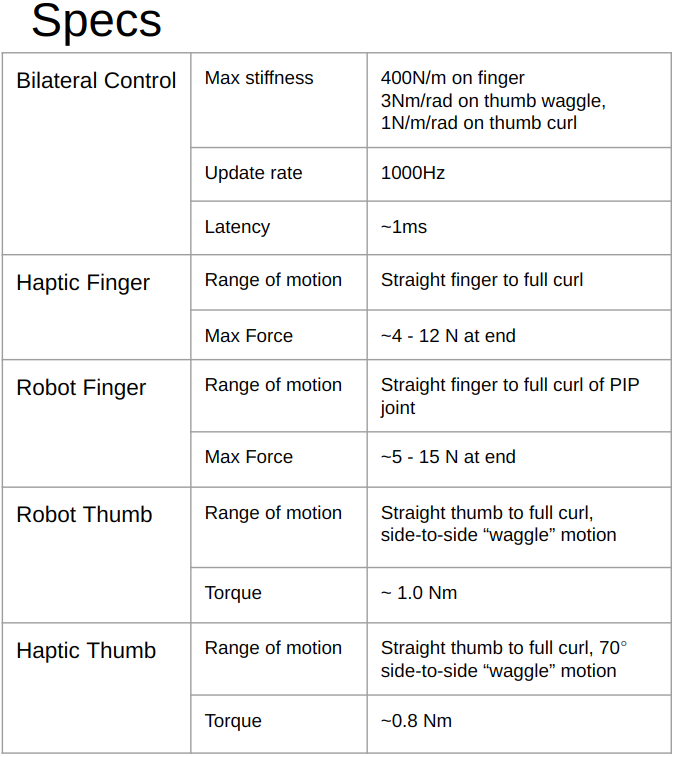 Specs
Bilateral Control
Max stiffness
400N/m on finger
3Nm/rad on thumb waggle,
1N/m/rad on thumb curl
Update rate
1000Hz
Latency
~1ms
Haptic Finger
Range of motion
Straight finger to full curl
Max Force
~4 - 12 N at end
Robot Finger
Range of motion
Straight finger to full curl of PIP
joint
Max Force
~5 - 15 N at end
Robot Thumb
Range of motion
Straight thumb to full curl,
side-to-side “waggle” motion
Torque
~ 1.0 Nm
Haptic Thumb
Range of motion
Straight thumb to full curl, 70°
side-to-side “waggle” motion
Torque
~0.8 Nm